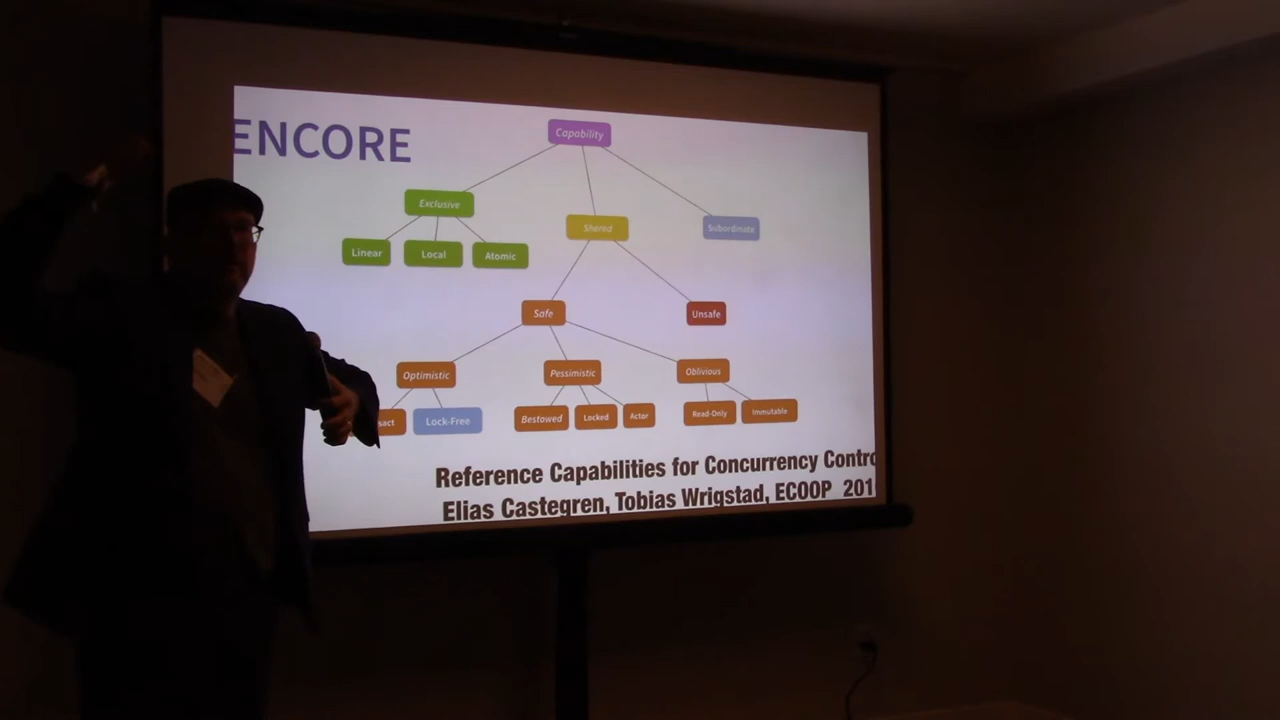 ENCORE
Capability
Exclusive
Shared
Subordinate
Linear
Local
Atomic
Safe
Unsafe
Optimistic
Pessimistic
Oblivious
sact
Lock-Free
Bestowed
Locked
Actor
Read-Only
Immutable
Reference Capabilities for Concurrency Contro
Elias Castegren, Tobias Wrigstad, ECOOP 201